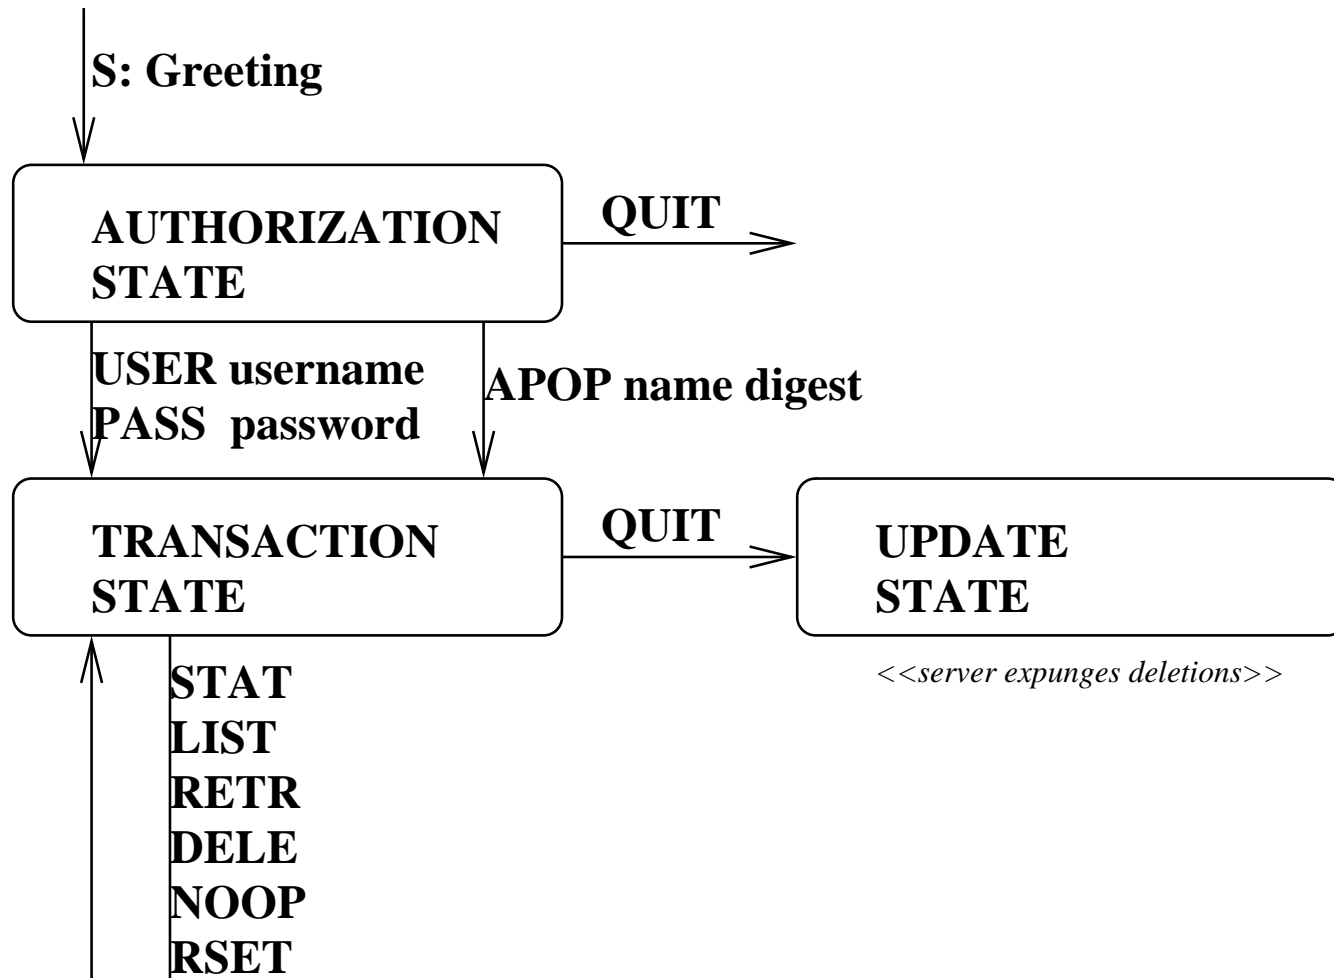 S: Greeting
AUTHORIZATION
STATE
QUIT
USER username
PASS password
APOP name digest
TRANSACTION
STATE
QUIT
UPDATE
STATE
<<server expunges deletions>>
STAT
LIST
RETR
DELE
NOOP
RSET